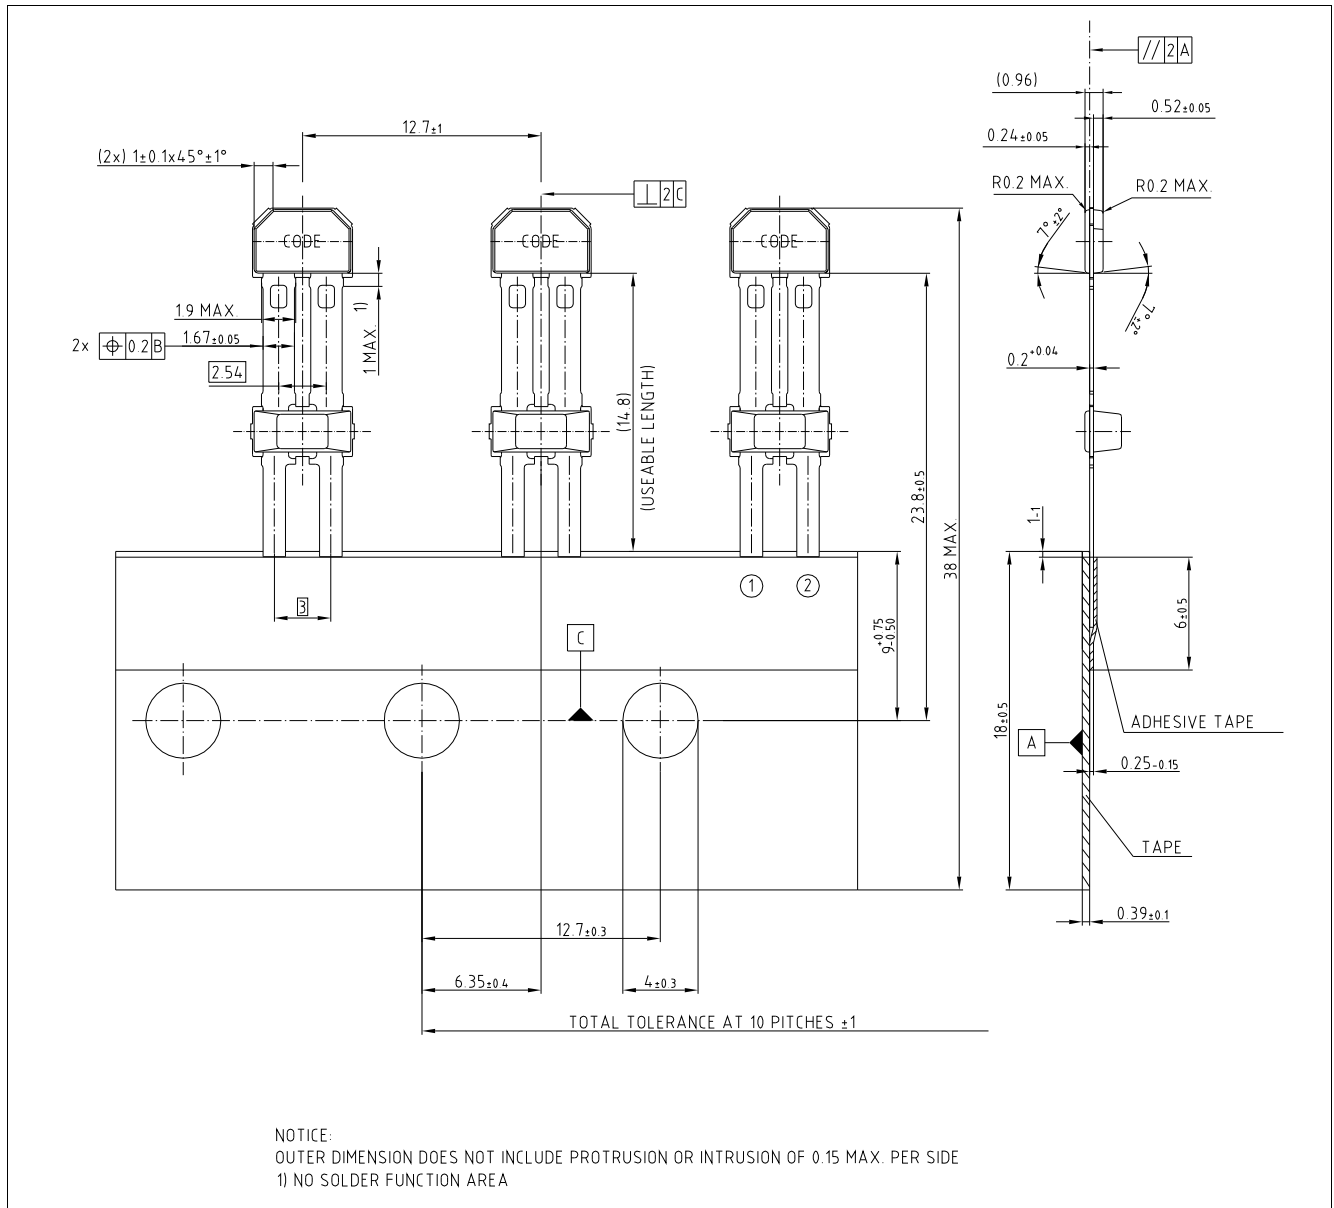 // 2 A
(0.96)
0.52±0.05
12.7±1
0.24±0.05
(2x) 1±0.1x45°±1°
R0.2 MAX.
R0.2 MAX.
⊥ 2 C
7°±2°
CODE
CODE
CODE
1.9 MAX.
1 MAX. 1)
7°±2°
2x ⌖ 0.2 B
1.67±0.05
0.2+0.04
2.54
(14.8)
(USEABLE LENGTH)
23.8±0.5
38 MAX.
1-1
1
2
3
C
9+0.75-0.50
6±0.5
18±0.5
ADHESIVE TAPE
A
0.25-0.15
TAPE
0.39±0.1
12.7±0.3
6.35±0.4
4±0.3
TOTAL TOLERANCE AT 10 PITCHES ±1
NOTICE:
OUTER DIMENSION DOES NOT INCLUDE PROTRUSION OR INTRUSION OF 0.15 MAX. PER SIDE
1) NO SOLDER FUNCTION AREA